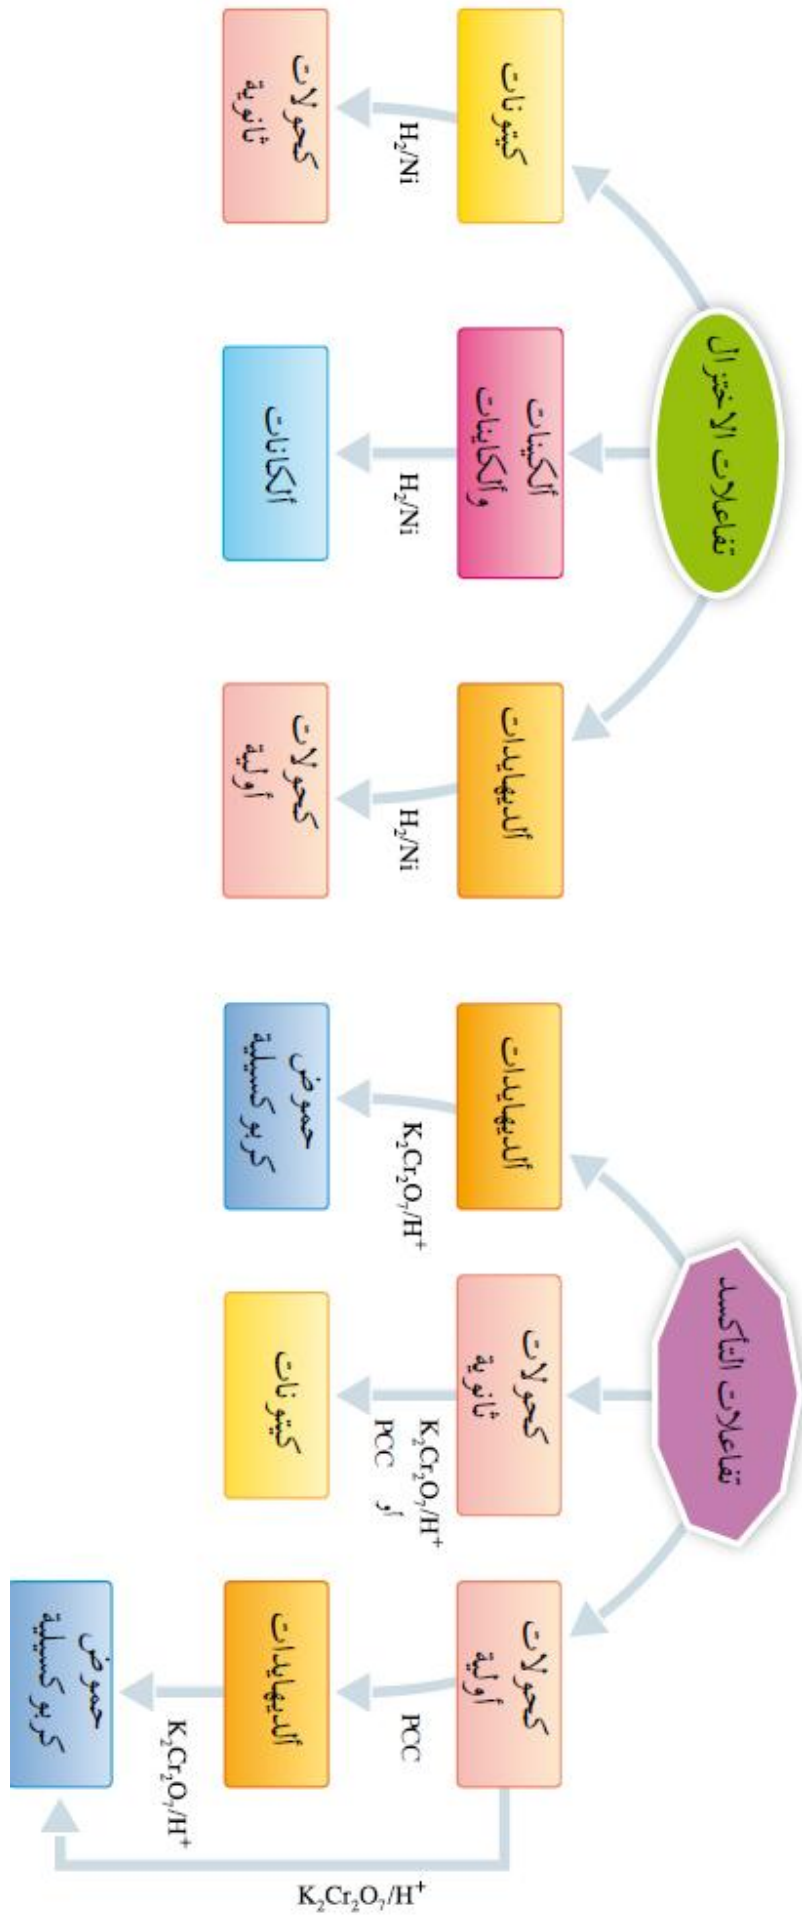 تفاعلات التأكسد
كحولات
أولية
كحولات
ثانوية
ألديهايدات
PCC
K₂Cr₂O₇/H⁺
أو PCC
K₂Cr₂O₇/H⁺
ألديهايدات
كيتونات
حموض
كربوكسيلية
K₂Cr₂O₇/H⁺
K₂Cr₂O₇/H⁺
حموض
كربوكسيلية
تفاعلات الاختزال
ألديهايدات
ألكينات
وألكاينات
كيتونات
H₂/Ni
H₂/Ni
H₂/Ni
كحولات
أولية
ألكانات
كحولات
ثانوية